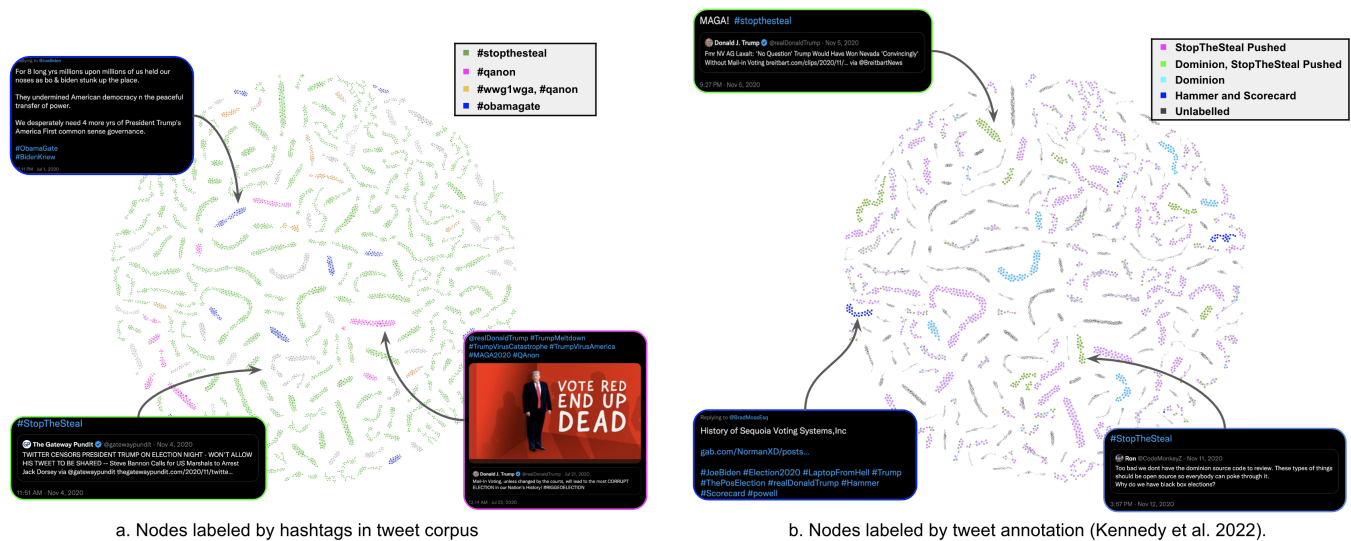 Replying to @JoeBiden
For 8 long yrs millions upon millions of us held our
noses as bo & biden stunk up the place.
They undermined American democracy n the peaceful
transfer of power.
We desperately need 4 more yrs of President Trump's
America First common sense governance.
#ObamaGate
#BidenKnew
11 PM · Jul 1, 2020
#stopthesteal
#qanon
#wwg1wga, #qanon
#obamagate
#StopTheSteal
The Gateway Pundit @gatewaypundit · Nov 4, 2020
TWITTER CENSORS PRESIDENT TRUMP ON ELECTION NIGHT - WON'T ALLOW
HIS TWEET TO BE SHARED -- Steve Bannon Calls for US Marshals to Arrest
Jack Dorsey via @gatewaypundit thegatewaypundit.com/2020/11/twitte...
11:51 AM · Nov 4, 2020
@realDonaldTrump #TrumpMeltdown
#TrumpVirusCatastrophe #TrumpVirusAmerica
#MAGA2020 #QAnon
VOTE RED
END UP
DEAD
Donald J. Trump @realDonaldTrump · Jul 21, 2020
Mail-In Voting, unless changed by the courts, will lead to the most CORRUPT
ELECTION in our Nation's History! #RIGGEDELECTION
12:14 AM · Jul 22, 2020
a. Nodes labeled by hashtags in tweet corpus
MAGA! #stopthesteal
Donald J. Trump @realDonaldTrump · Nov 5, 2020
Fmr NV AG Laxalt: 'No Question' Trump Would Have Won Nevada 'Convincingly'
Without Mail-in Voting breitbart.com/clips/2020/11/... via @BreitbartNews
9:27 PM · Nov 5, 2020
StopTheSteal Pushed
Dominion, StopTheSteal Pushed
Dominion
Hammer and Scorecard
Unlabelled
Replying to @BradMossEsq
History of Sequoia Voting Systems,Inc
gab.com/NormanXD/posts...
#JoeBiden #Election2020 #LaptopFromHell #Trump
#ThePosElection #realDonaldTrump #Hammer
#Scorecard #powell
#StopTheSteal
Ron @CodeMonkeyZ · Nov 11, 2020
Too bad we dont have the dominion source code to review. These types of things
should be open source so everybody can poke through it.
Why do we have black box elections?
3:57 PM · Nov 12, 2020
b. Nodes labeled by tweet annotation (Kennedy et al. 2022).